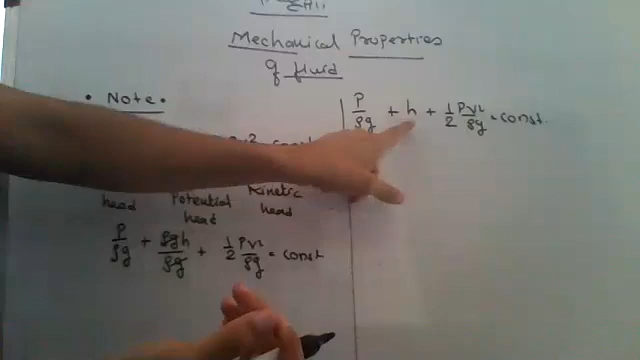 Mechanical Properties
of fluid
• Note •
head Potential head Kinetic head
P/ρg + ρgh/ρg + 1/2 ρv²/ρg = const
P/ρg + h + 1/2 ρv²/ρg = const.